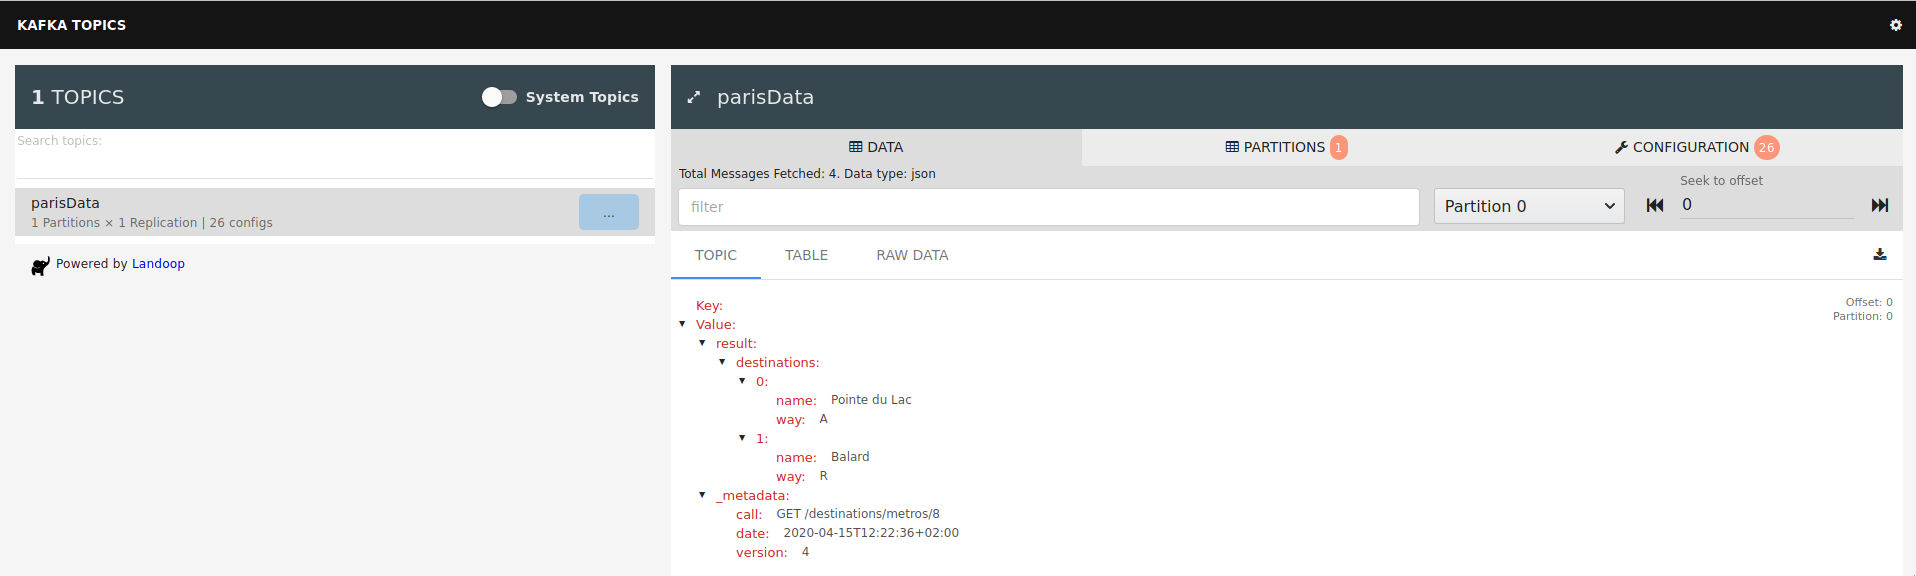 KAFKA TOPICS
1 TOPICS
System Topics
Search topics:
parisData
1 Partitions × 1 Replication | 26 configs
...
Powered by Landoop
parisData
DATA
PARTITIONS 1
CONFIGURATION 26
Total Messages Fetched: 4. Data type: json
filter
Partition 0
Seek to offset
0
TOPIC
TABLE
RAW DATA
Offset: 0
Partition: 0
Key:
Value:
result:
destinations:
0:
name: Pointe du Lac
way: A
1:
name: Balard
way: R
_metadata:
call: GET /destinations/metros/8
date: 2020-04-15T12:22:36+02:00
version: 4